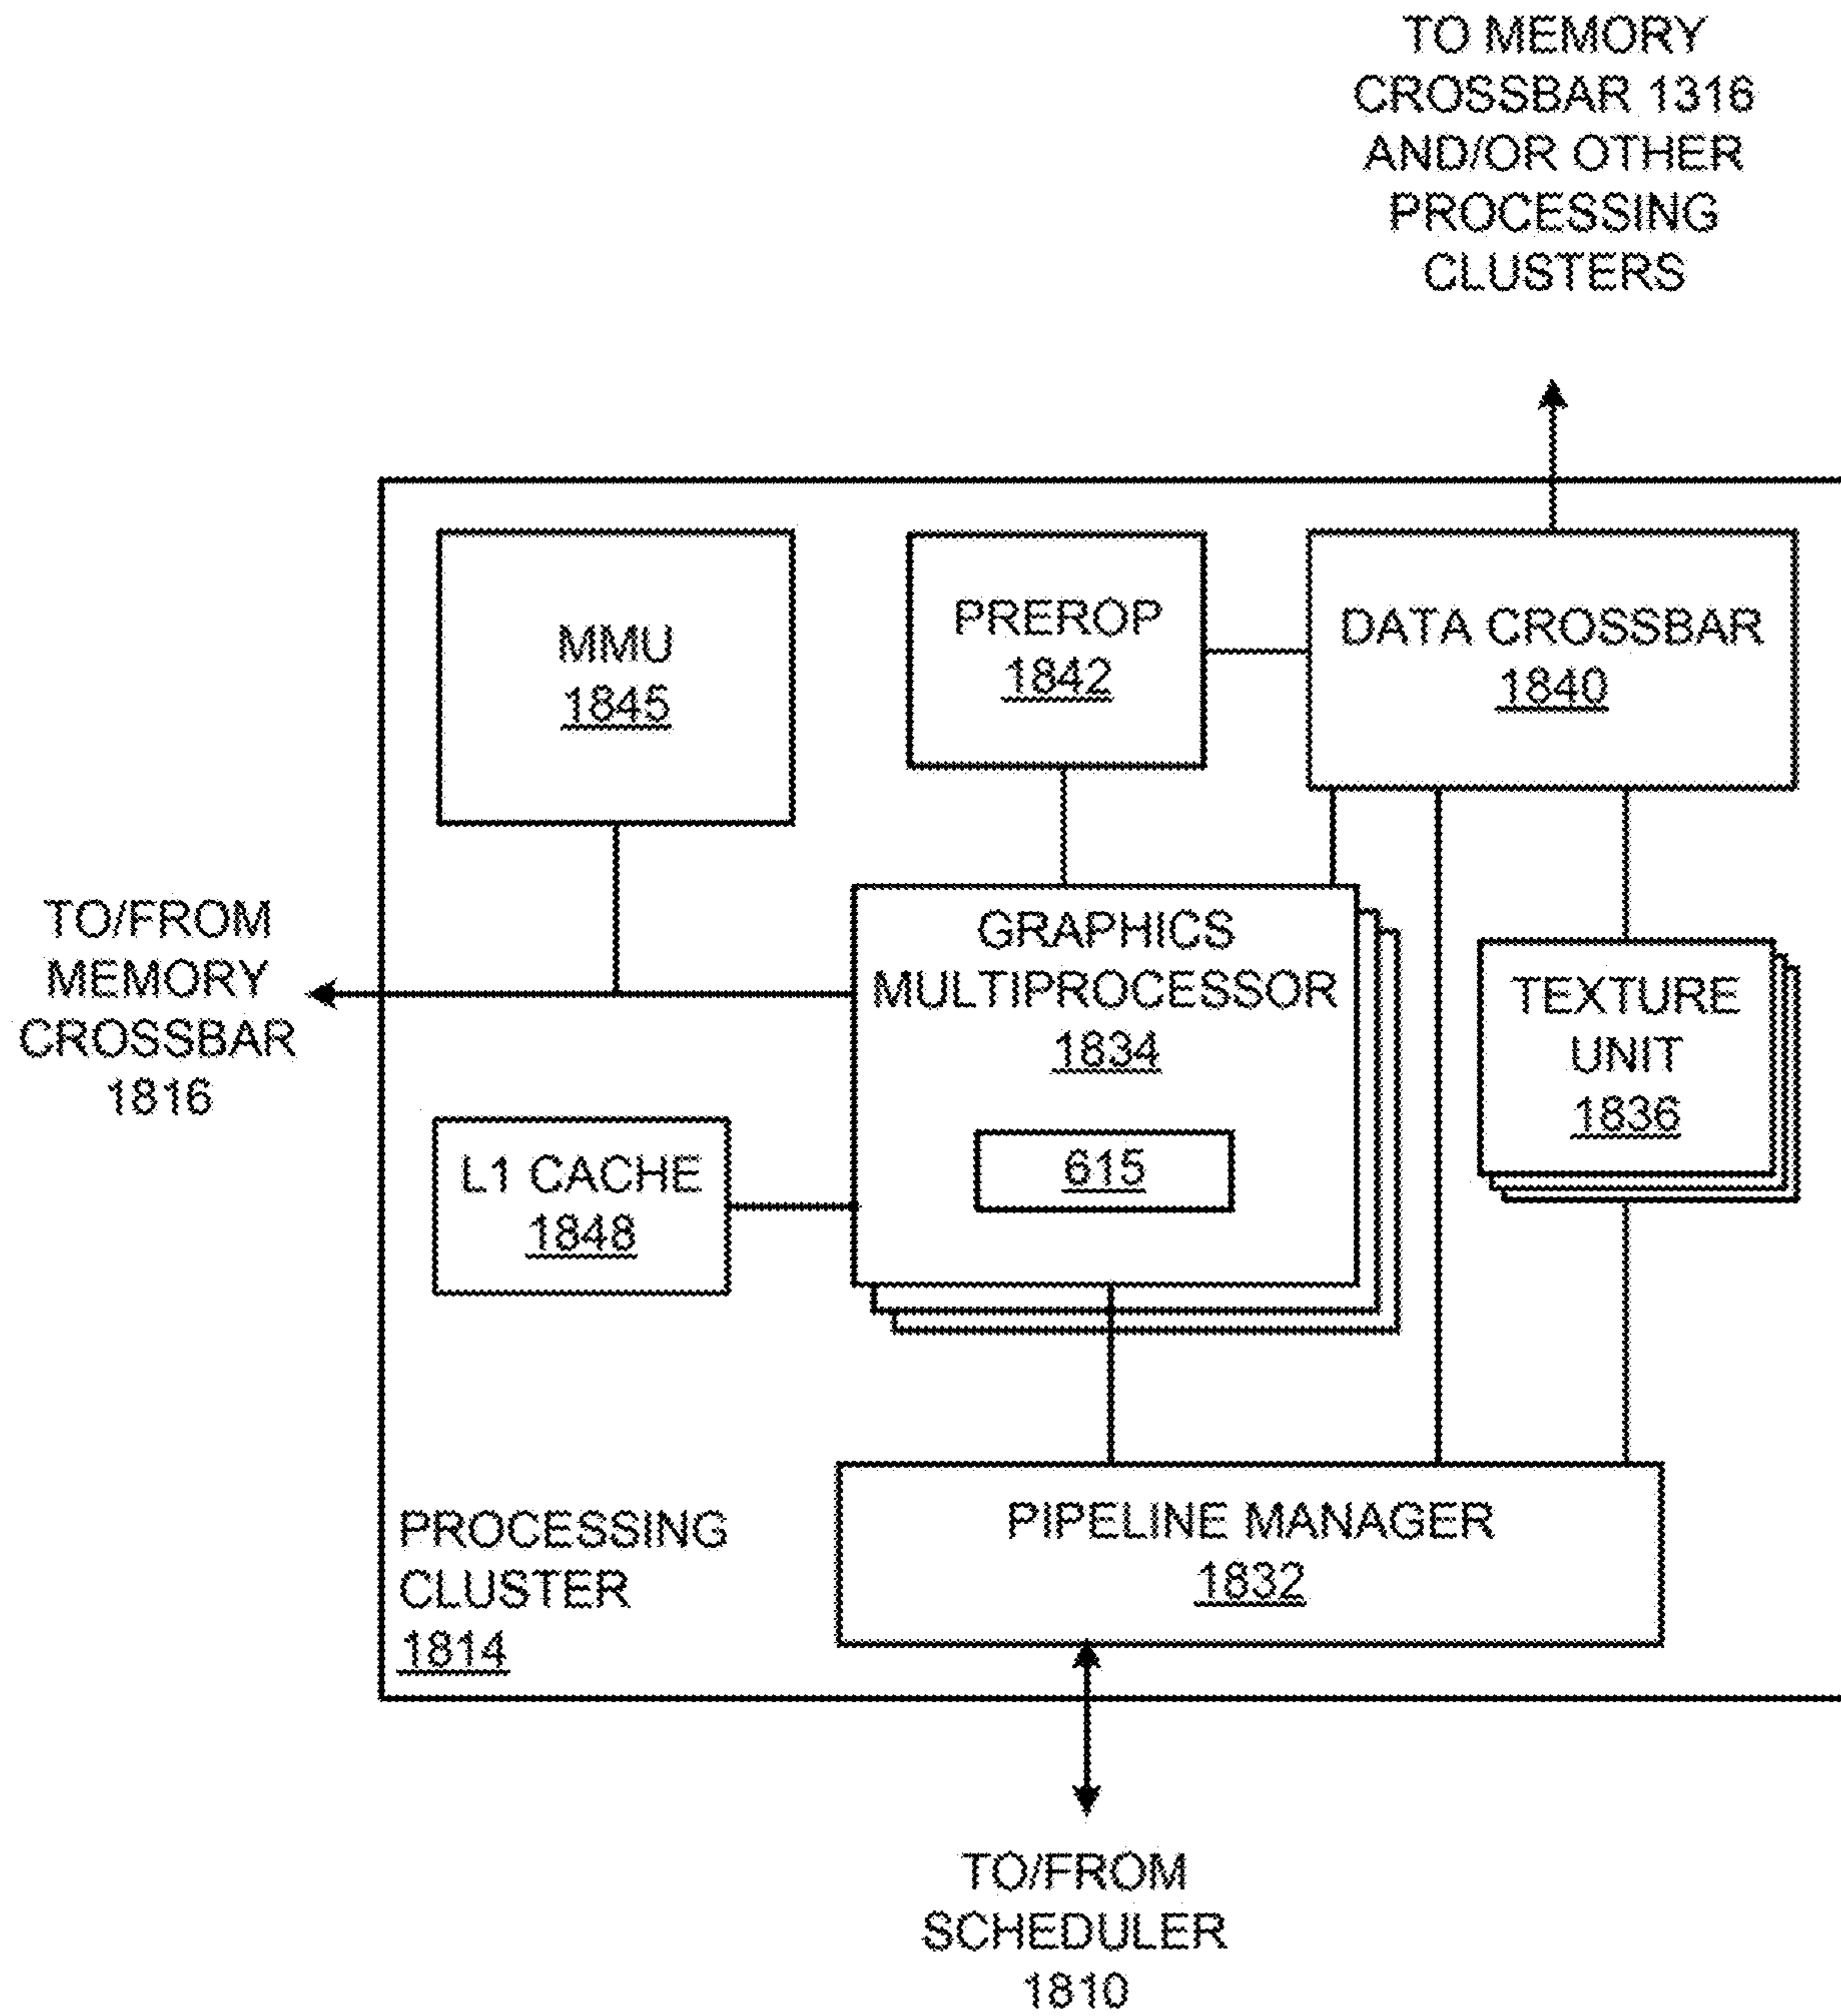 TO MEMORY
CROSSBAR 1316
AND/OR OTHER
PROCESSING
CLUSTERS
MMU
1845
PREROP
1842
DATA CROSSBAR
1840
TO/FROM
MEMORY
CROSSBAR
1816
GRAPHICS
MULTIPROCESSOR
1834
615
TEXTURE
UNIT
1836
L1 CACHE
1848
PROCESSING
CLUSTER
1814
PIPELINE MANAGER
1832
TO/FROM
SCHEDULER
1810